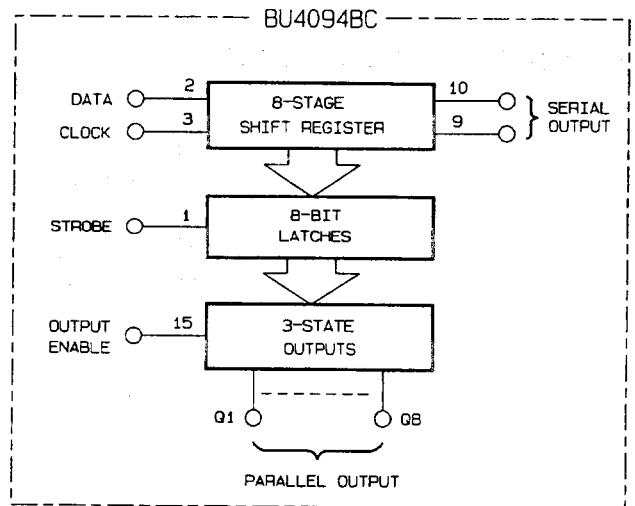 BU4094BC
DATA
2
8-STAGE
SHIFT REGISTER
10
SERIAL
OUTPUT
CLOCK
3
9
STROBE
1
8-BIT
LATCHES
OUTPUT
ENABLE
15
3-STATE
OUTPUTS
Q1
Q8
PARALLEL OUTPUT